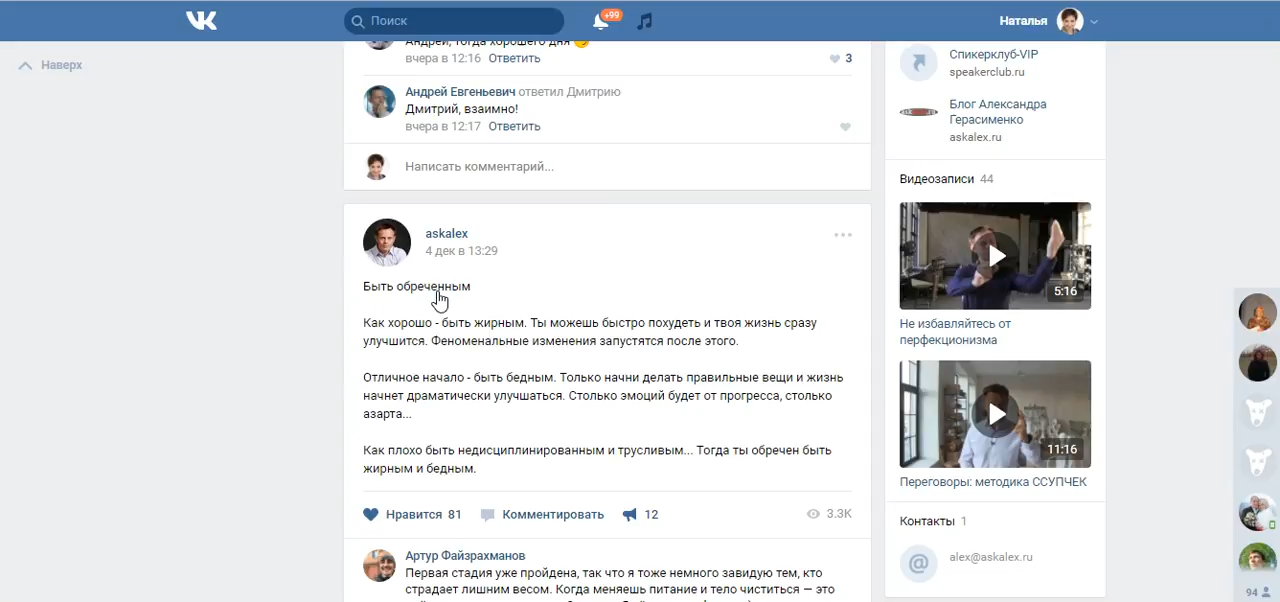 Поиск
+99
Наталья
Наверх
Андрей, тогда хорошего дня
вчера в 12:16 Ответить
3
Андрей Евгеньевич ответил Дмитрию
Дмитрий, взаимно!
вчера в 12:17 Ответить
Написать комментарий...
askalex
4 дек в 13:29
Быть обреченным
Как хорошо - быть жирным. Ты можешь быстро похудеть и твоя жизнь сразу
улучшится. Феноменальные изменения запустятся после этого.
Отличное начало - быть бедным. Только начни делать правильные вещи и жизнь
начнет драматически улучшаться. Столько эмоций будет от прогресса, столько
азарта...
Как плохо быть недисциплинированным и трусливым... Тогда ты обречен быть
жирным и бедным.
Нравится 81
Комментировать
12
3.3K
Артур Файзрахманов
Первая стадия уже пройдена, так что я тоже немного завидую тем, кто
страдает лишним весом. Когда меняешь питание и тело чиститься — это
Спикерклуб-VIP
speakerclub.ru
Блог Александра
Герасименко
askalex.ru
Видеозаписи 44
5:16
Не избавляйтесь от
перфекционизма
11:16
Переговоры: методика ССУПЧЕК
Контакты 1
@
alex@askalex.ru
94